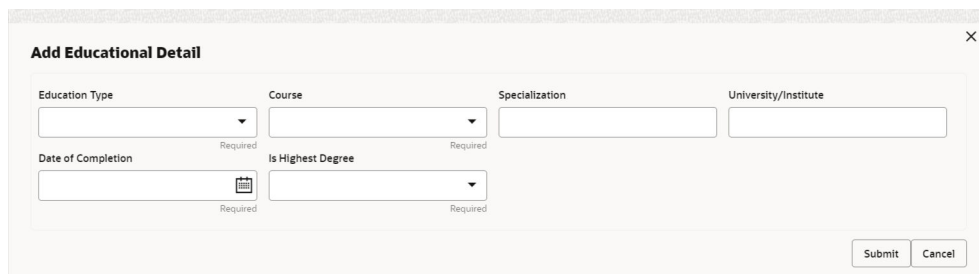 Add Educational Detail
Education Type Course Specialization University/Institute
Required Required
Date of Completion Is Highest Degree
Required Required
Submit Cancel